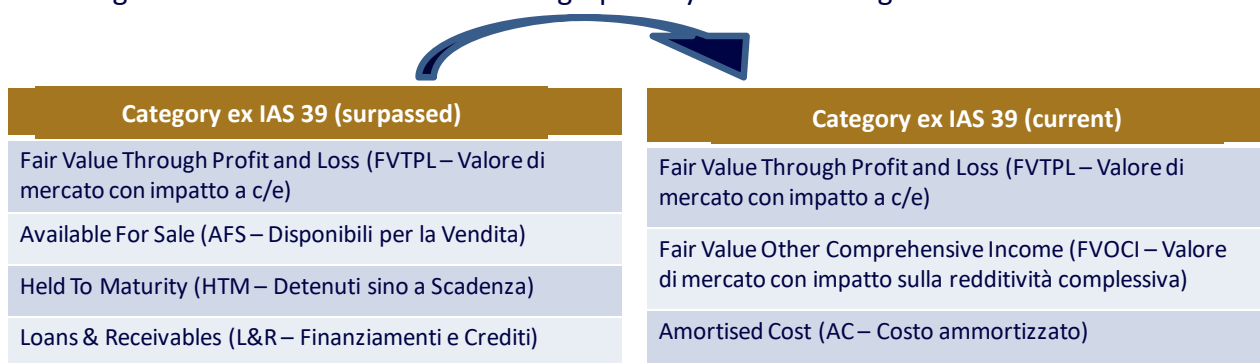 Category ex IAS 39 (surpassed)
Fair Value Through Profit and Loss (FVTPL – Valore di
mercato con impatto a c/e)
Available For Sale (AFS – Disponibili per la Vendita)
Held To Maturity (HTM – Detenuti sino a Scadenza)
Loans & Receivables (L&R – Finanziamenti e Crediti)
Category ex IAS 39 (current)
Fair Value Through Profit and Loss (FVTPL – Valore di
mercato con impatto a c/e)
Fair Value Other Comprehensive Income (FVOCI – Valore
di mercato con impatto sulla redditività complessiva)
Amortised Cost (AC – Costo ammortizzato)